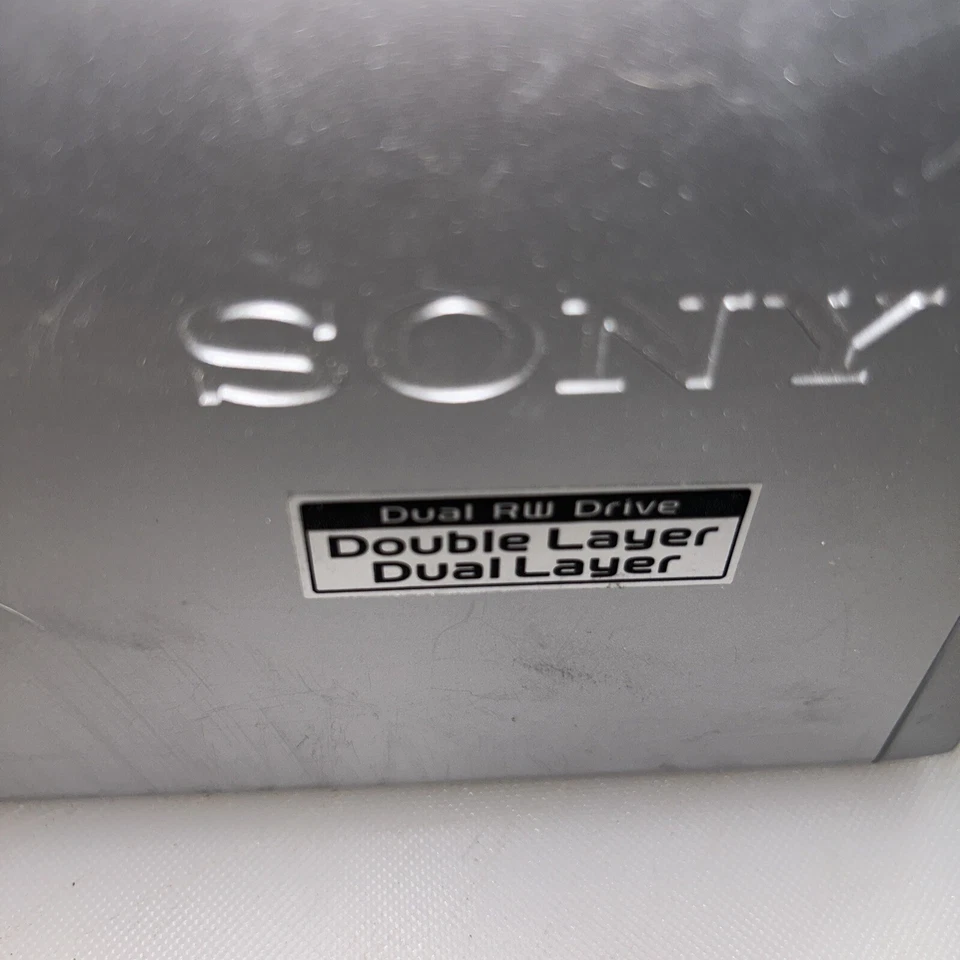 SONY
Dual RW Drive
Double Layer
Dual Layer